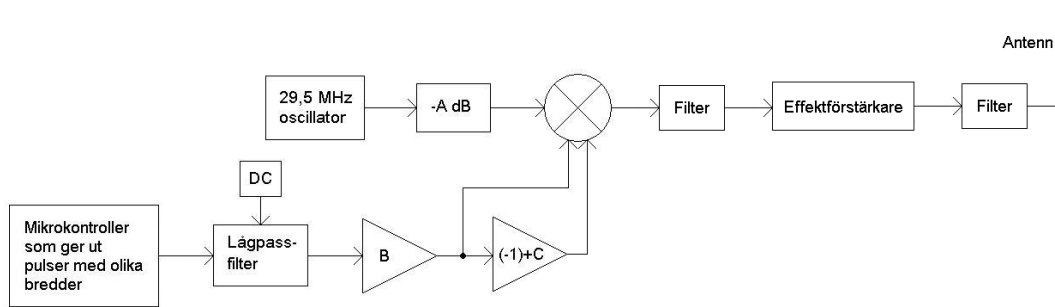 Antenn
29,5 MHz
oscillator
-A dB
Filter
Effektförstärkare
Filter
DC
Mikrokontroller
som ger ut
pulser med olika
bredder
Lågpass-
filter
B
(-1)+C